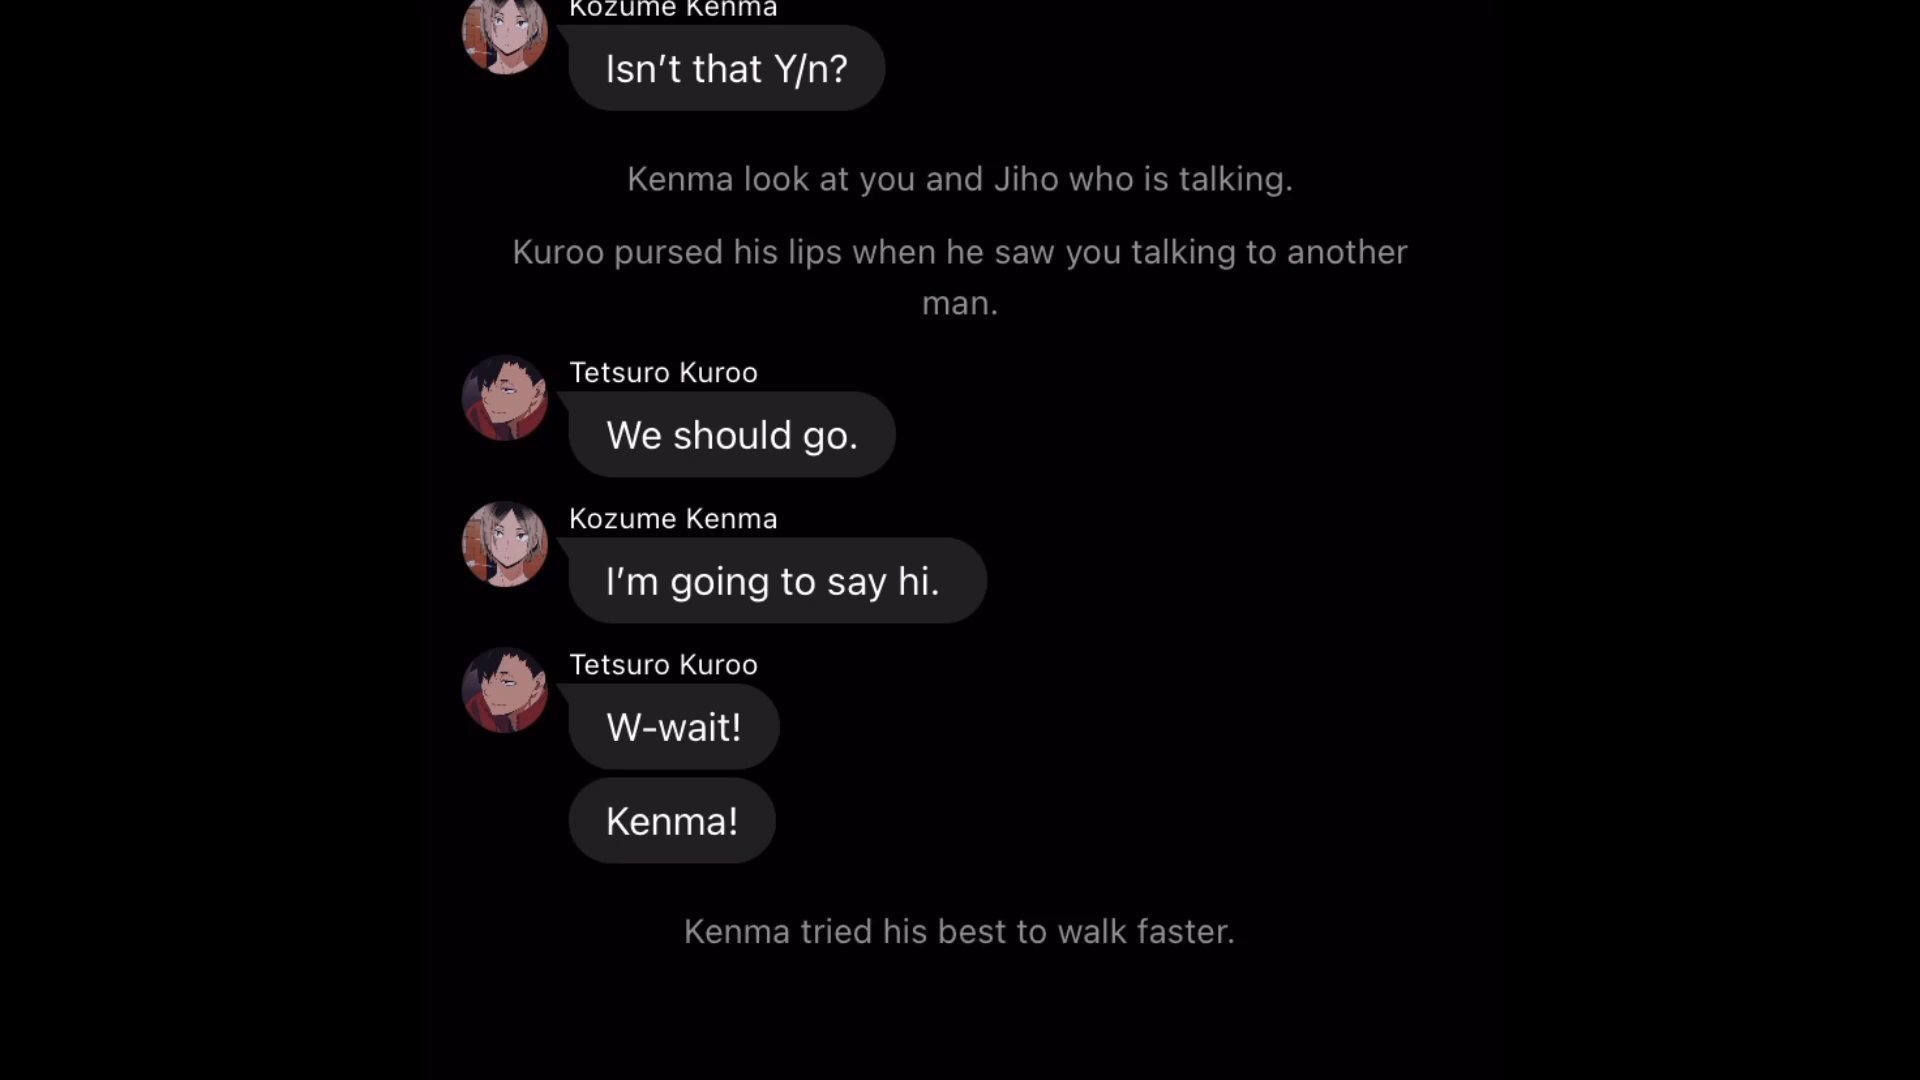 Kozume Kenma
Isn’t that Y/n?
Kenma look at you and Jiho who is talking.
Kuroo pursed his lips when he saw you talking to another
man.
Tetsuro Kuroo
We should go.
Kozume Kenma
I’m going to say hi.
Tetsuro Kuroo
W-wait!
Kenma!
Kenma tried his best to walk faster.